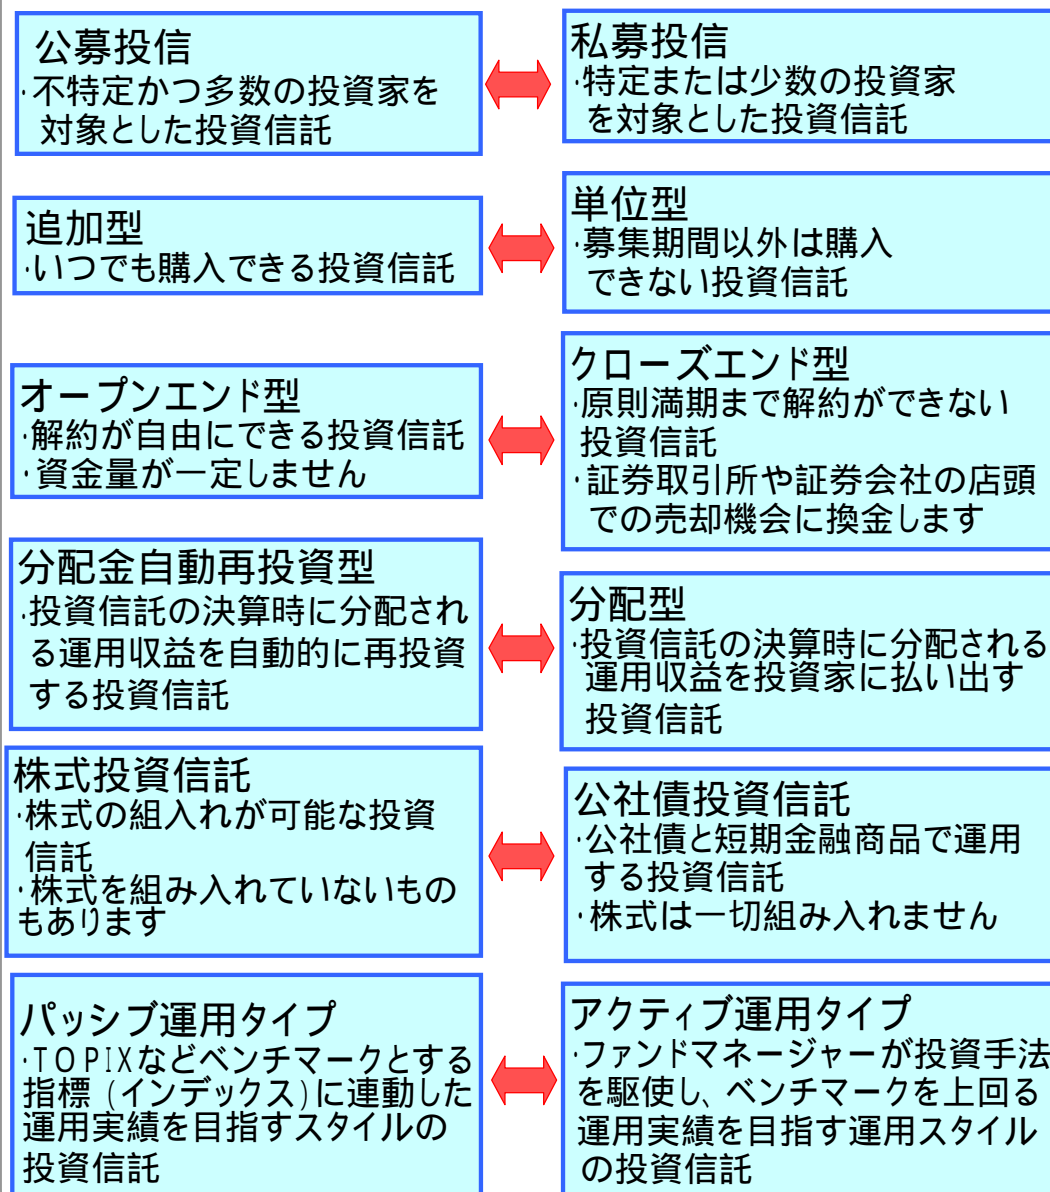 公募投信
・不特定かつ多数の投資家を
対象とした投資信託
私募投信
・特定または少数の投資家
を対象とした投資信託
追加型
・いつでも購入できる投資信託
単位型
・募集期間以外は購入
できない投資信託
オープンエンド型
・解約が自由にできる投資信託
・資金量が一定しません
クローズエンド型
・原則満期まで解約ができない
投資信託
・証券取引所や証券会社の店頭
での売却機会に換金します
分配金自動再投資型
・投資信託の決算時に分配され
る運用収益を自動的に再投資
する投資信託
分配型
・投資信託の決算時に分配される
運用収益を投資家に払い出す
投資信託
株式投資信託
・株式の組入れが可能な投資
信託
・株式を組み入れていないもの
もあります
公社債投資信託
・公社債と短期金融商品で運用
する投資信託
・株式は一切組み入れません
パッシブ運用タイプ
・TOPIXなどベンチマークとする
指標(インデックス)に連動した
運用実績を目指すスタイルの
投資信託
アクティブ運用タイプ
・ファンドマネージャーが投資手法
を駆使し、ベンチマークを上回る
運用実績を目指す運用スタイル
の投資信託